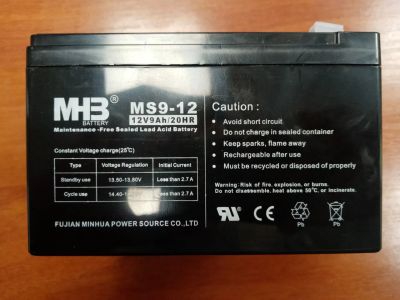 MHB ®
BATTERY
MS9-12
12V9Ah/20HR
Maintenance -Free Sealed Lead Acid Battery
Constant Voltage charge(25℃)
Type Voltage Regulation Initial Current
Standby use 13.50-13.80V Less than 2.7 A
Cycle use 14.40- Less than 2.7 A
FUJIAN MINHUA POWER SOURCE CO.,LTD
Caution :
Avoid short circuit
Do not charge in sealed container
Keep sparks, flame away
Rechargeable after use
Must be recycled or disposed of properly
Warning: Risk of fire, explosion, or burns.
Do not disassemble, heat above 50℃, or incinerate.
UL ®
CE
Pb
Pb